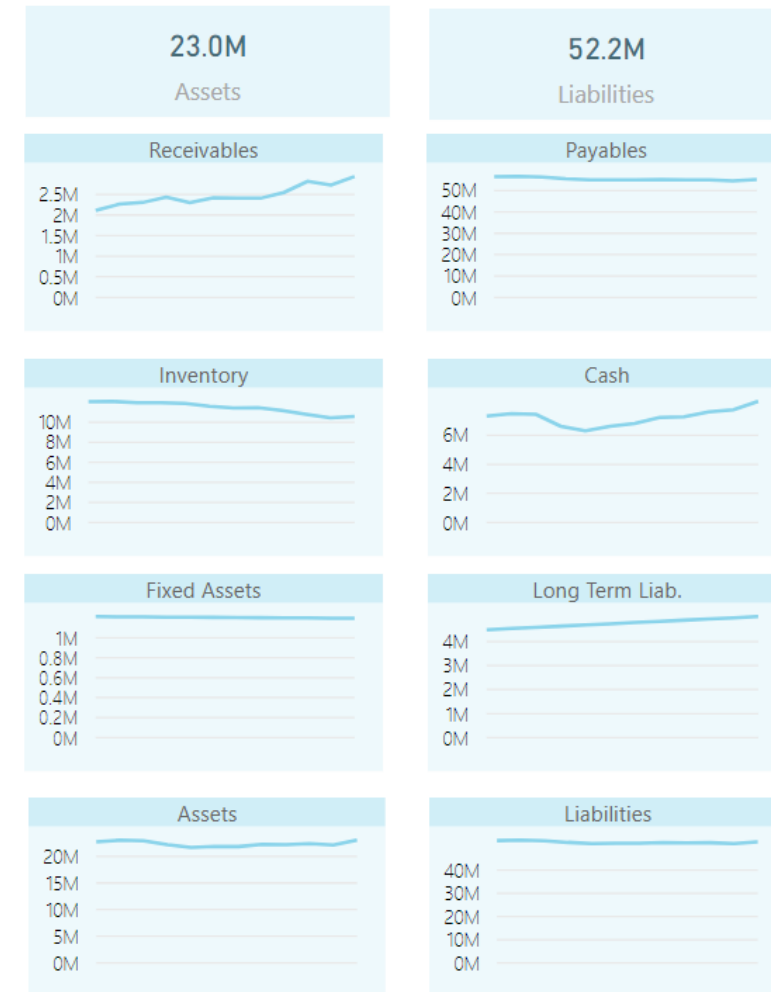 23.0M
Assets
52.2M
Liabilities
Receivables
2.5M
2M
1.5M
1M
0.5M
0M
Payables
50M
40M
30M
20M
10M
0M
Inventory
10M
8M
6M
4M
2M
0M
Cash
6M
4M
2M
0M
Fixed Assets
1M
0.8M
0.6M
0.4M
0.2M
0M
Long Term Liab.
4M
3M
2M
1M
0M
Assets
20M
15M
10M
5M
0M
Liabilities
40M
30M
20M
10M
0M